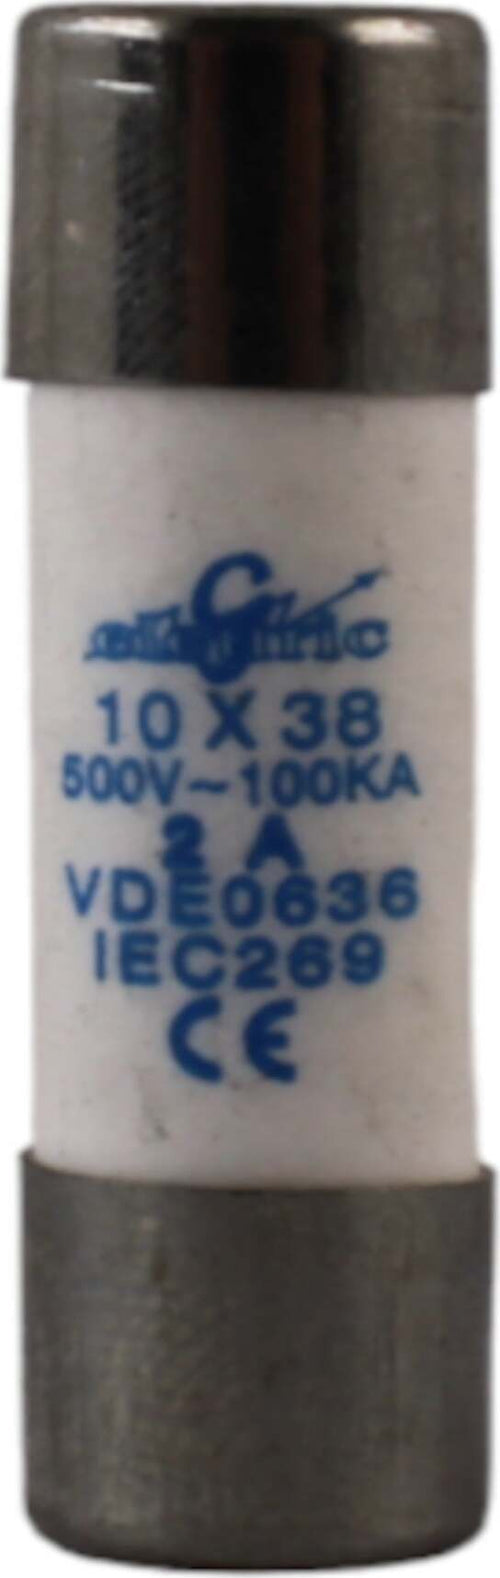 10 X 38
500V~100KA
2 A
VDE0636
IEC269
CE